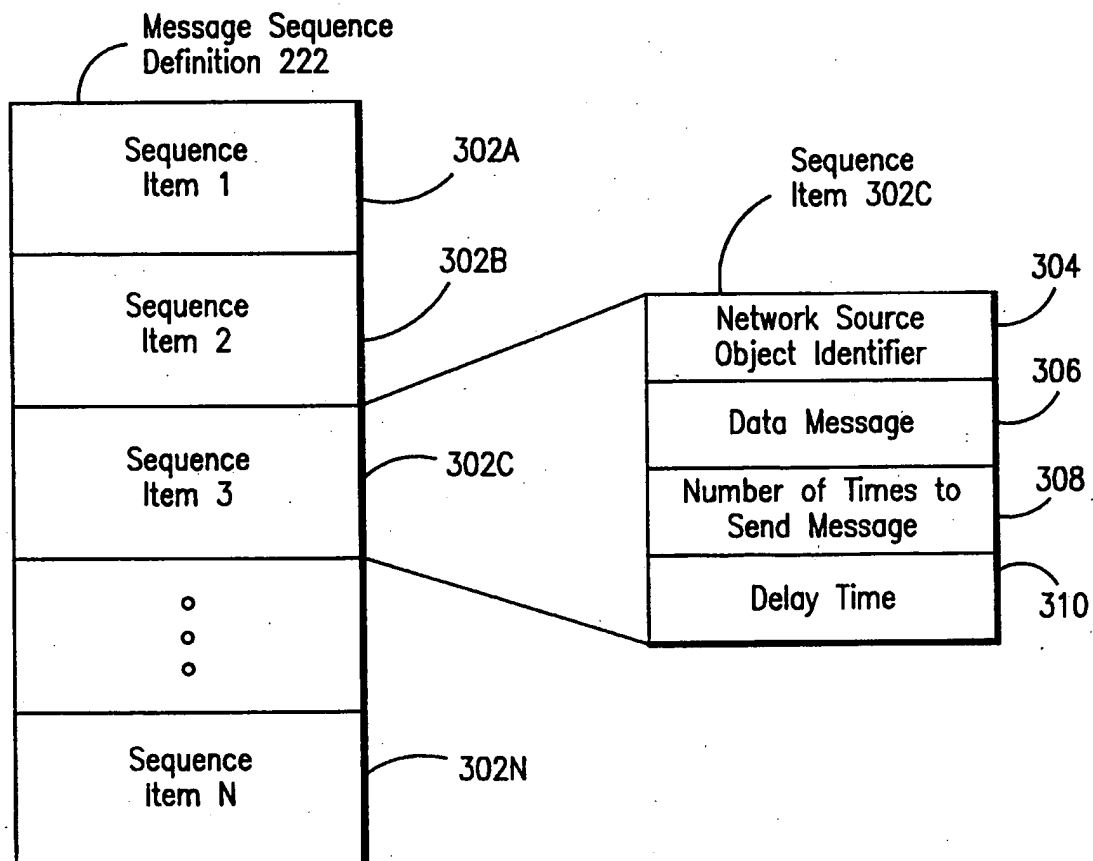 Message Sequence
Definition 222
Sequence
Item 1
302A
Sequence
Item 2
302B
Sequence
Item 3
302C
Sequence
item N
302N
Sequence
Item 302C
Network Source
Object Identifier
304
Data Message
306
Number of Times to
Send Message
308
Delay Time
310